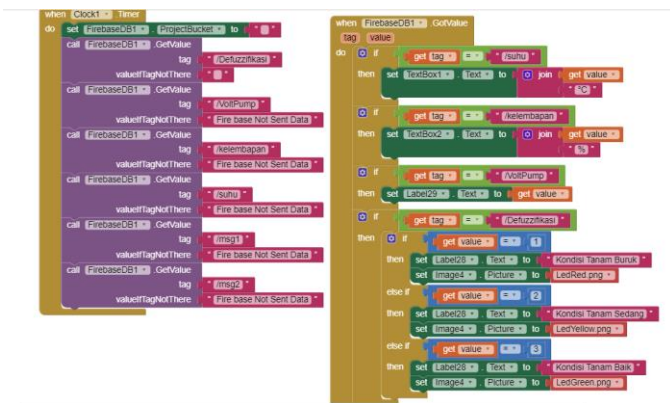 when Clock1 .Timer
do set FirebaseDB1 . ProjectBucket to " "
call FirebaseDB1 .GetValue
tag " /Defuzzifikasi "
valueIfTagNotThere " "
call FirebaseDB1 .GetValue
tag " /VoltPump "
valueIfTagNotThere " Fire base Not Sent Data "
call FirebaseDB1 .GetValue
tag " /kelembapan "
valueIfTagNotThere " Fire base Not Sent Data "
call FirebaseDB1 .GetValue
tag " /suhu "
valueIfTagNotThere " Fire base Not Sent Data "
call FirebaseDB1 .GetValue
tag " /msg1 "
valueIfTagNotThere " Fire base Not Sent Data "
call FirebaseDB1 .GetValue
tag " /msg2 "
valueIfTagNotThere " Fire base Not Sent Data "
when FirebaseDB1 .GotValue
tag value
do if get tag = " /suhu "
then set TextBox1 . Text to join get value
" °C "
if get tag = " /kelembapan "
then set TextBox2 . Text to join get value
" % "
if get tag = " /VoltPump "
then set Label29 . Text to get value
if get tag = " /Defuzzifikasi "
then if get value = 1
then set Label28 . Text to " Kondisi Tanam Buruk "
set Image4 . Picture to LedRed.png
else if get value = 2
then set Label28 . Text to " Kondisi Tanam Sedang "
set Image4 . Picture to LedYellow.png
else if get value = 3
then set Label28 . Text to " Kondisi Tanam Baik "
set Image4 . Picture to LedGreen.png